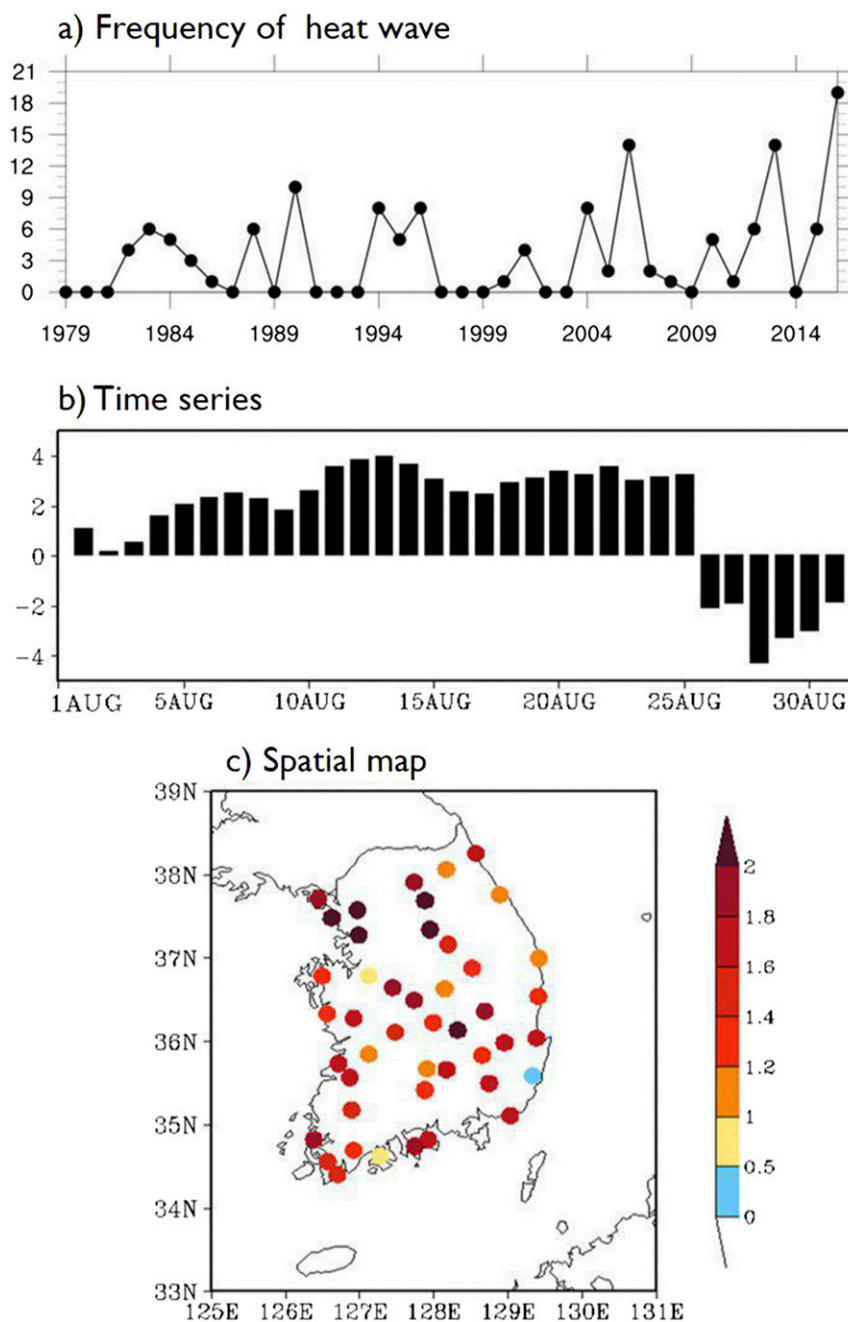 a) Frequency of heat wave
21
18
15
12
9
6
3
0
1979 1984 1989 1994 1999 2004 2009 2014
b) Time series
4
2
0
-2
-4
1AUG 5AUG 10AUG 15AUG 20AUG 25AUG 30AUG
c) Spatial map
39N
38N
37N
36N
35N
34N
33N
125E 126E 127E 128E 129E 130E 131E
2
1.8
1.6
1.4
1.2
1
0.5
0